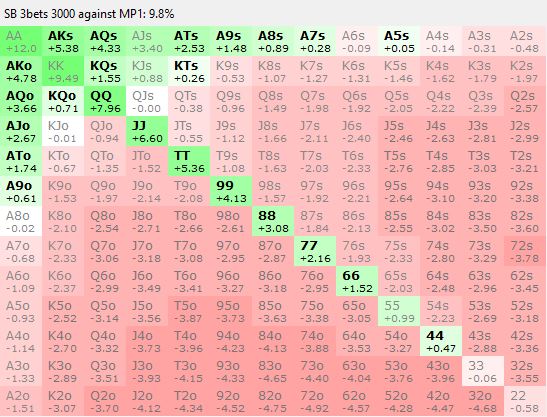 SB 3bets 3000 against MP1: 9.8%
AA AKs AQs AJs ATs A9s A8s A7s A6s A5s A4s A3s A2s
+12.0 +5.38 +4.33 +3.40 +2.53 +1.48 +0.89 +0.28 -0.09 +0.05 -0.14 -0.31 -0.48
AKo KK KQs KJs KTs K9s K8s K7s K6s K5s K4s K3s K2s
+4.78 +9.49 +1.55 +0.88 +0.26 -0.53 -1.07 -1.27 -1.31 -1.46 -1.62 -1.79 -1.97
AQo KQo QQ QJs QTs Q9s Q8s Q7s Q6s Q5s Q4s Q3s Q2s
+3.66 +0.71 +7.96 -0.00 -0.38 -0.96 -1.49 -1.98 -1.92 -2.05 -2.22 -2.39 -2.57
AJo KJo QJo JJ JTs J9s J8s J7s J6s J5s J4s J3s J2s
+2.67 -0.01 -0.94 +6.60 -0.55 -1.12 -1.66 -2.11 -2.40 -2.46 -2.63 -2.81 -2.99
ATo KTo QTo JTo TT T9s T8s T7s T6s T5s T4s T3s T2s
+1.74 -0.67 -1.35 -1.52 +5.36 -1.08 -1.63 -2.03 -2.33 -2.76 -2.85 -3.03 -3.21
A9o K9o Q9o J9o T9o 99 98s 97s 96s 95s 94s 93s 92s
+0.61 -1.53 -1.97 -2.14 -2.08 +4.13 -1.57 -1.92 -2.21 -2.64 -3.10 -3.20 -3.38
A8o K8o Q8o J8o T8o 98o 88 87s 86s 85s 84s 83s 82s
-0.02 -2.10 -2.54 -2.71 -2.66 -2.61 +3.08 -1.84 -2.13 -2.55 -3.02 -3.50 -3.60
A7o K7o Q7o J7o T7o 97o 87o 77 76s 75s 74s 73s 72s
-0.68 -2.33 -3.06 -3.18 -3.08 -2.95 -2.87 +2.16 -1.93 -2.33 -2.80 -3.29 -3.78
A6o K6o Q6o J6o T6o 96o 86o 76o 66 65s 64s 63s 62s
-1.09 -2.37 -2.99 -3.49 -3.41 -3.27 -3.18 -2.95 +1.52 -2.03 -2.48 -2.96 -3.45
A5o K5o Q5o J5o T5o 95o 85o 75o 65o 55 54s 53s 52s
-0.93 -2.52 -3.14 -3.56 -3.87 -3.73 -3.63 -3.38 -3.05 +0.99 -2.23 -2.69 -3.18
A4o K4o Q4o J4o T4o 94o 84o 74o 64o 54o 44 43s 42s
-1.14 -2.70 -3.32 -3.73 -3.96 -4.23 -4.13 -3.88 -3.53 -3.27 +0.47 -2.88 -3.36
A3o K3o Q3o J3o T3o 93o 83o 73o 63o 53o 43o 33 32s
-1.33 -2.89 -3.51 -3.93 -4.15 -4.33 -4.65 -4.40 -4.04 -3.76 -3.96 -0.06 -3.55
A2o K2o Q2o J2o T2o 92o 82o 72o 62o 52o 42o 32o 22
-1.51 -3.07 -3.70 -4.12 -4.34 -4.52 -4.75 -4.92 -4.57 -4.28 -4.47 -4.68 -0.58